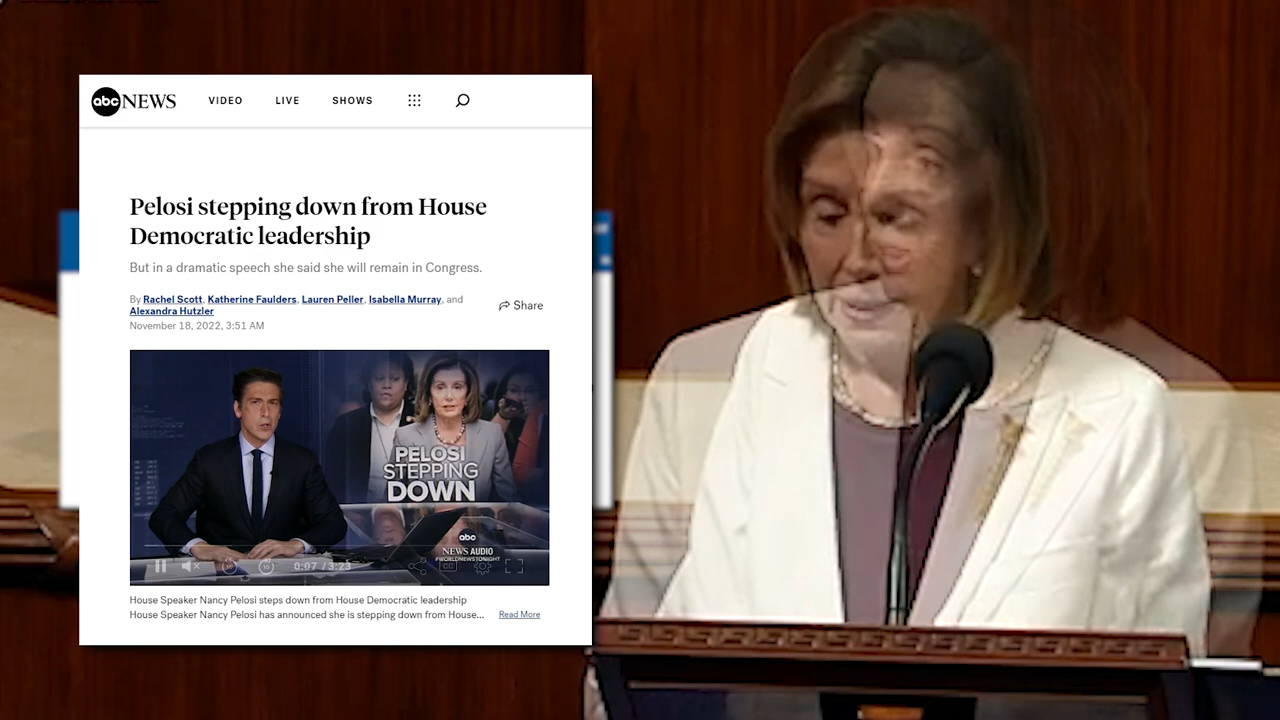 abc NEWS VIDEO LIVE SHOWS
Pelosi stepping down from House
Democratic leadership
But in a dramatic speech she said she will remain in Congress.
By Rachel Scott, Katherine Faulders, Lauren Peller, Isabella Murray, and
Alexandra Hutzler
Share
November 18, 2022, 3:51 AM
PELOSI
STEPPING
DOWN
abc
NEWS AUDIO
#WORLDNEWSTONIGHT
10 10 0:07 / 3:23 CC
House Speaker Nancy Pelosi steps down from House Democratic leadership
House Speaker Nancy Pelosi has announced she is stepping down from House... Read More